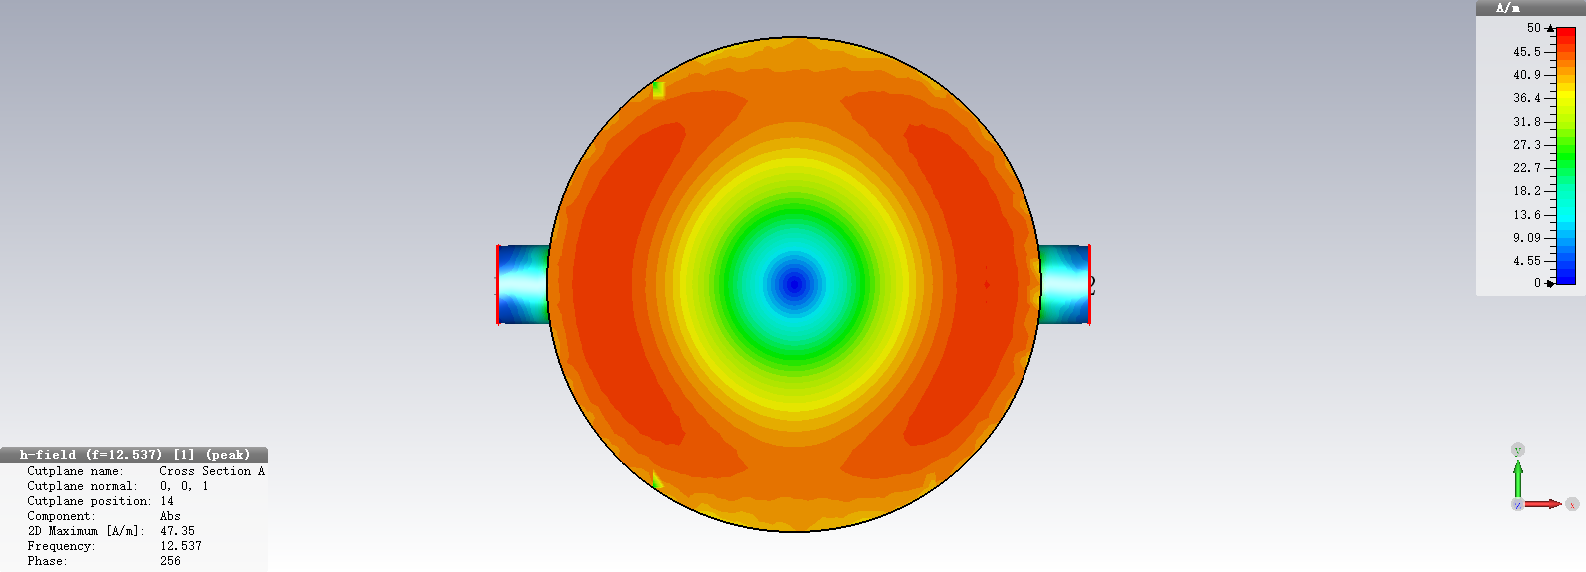 A/m
50
45.5
40.9
36.4
31.8
27.3
22.7
18.2
13.6
9.09
4.55
0
2
h-field (f=12.537) [1] (peak)
Cutplane name: Cross Section A
Cutplane normal: 0, 0, 1
Cutplane position: 14
Component: Abs
2D Maximum [A/m]: 47.35
Frequency: 12.537
Phase: 256
y
z x